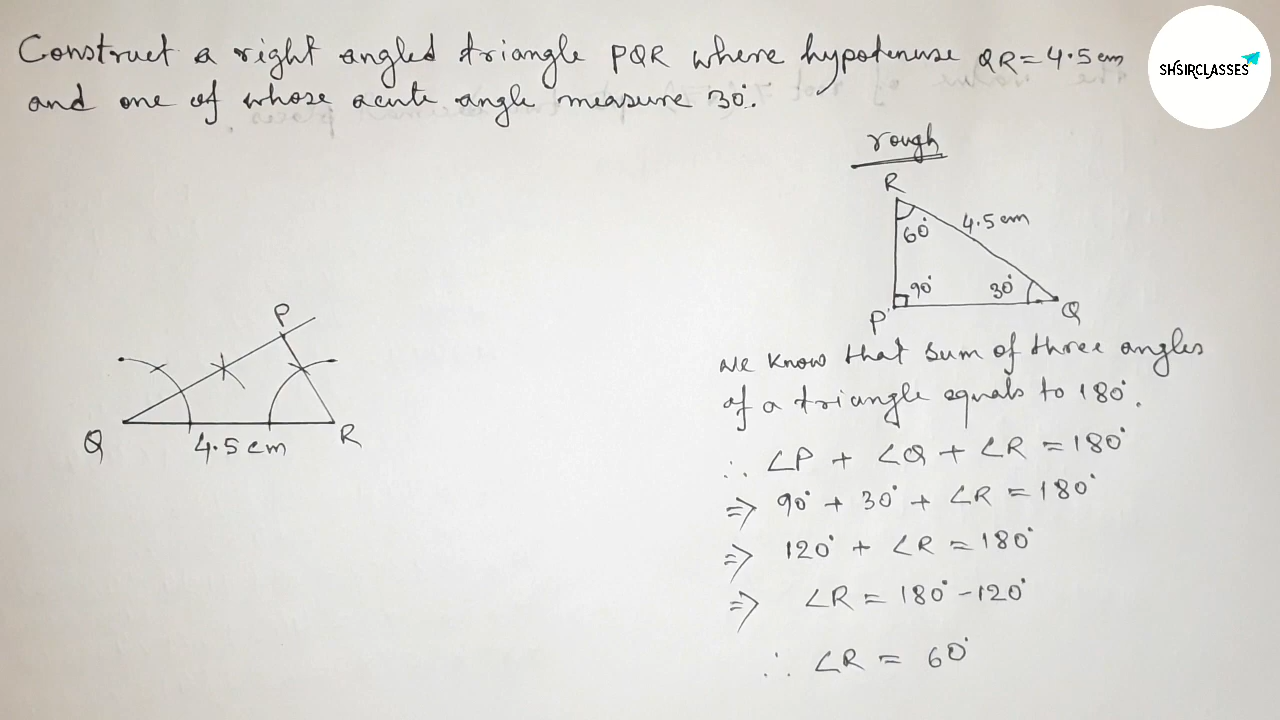 Construct a right angled triangle PQR where hypotenuse QR = 4.5 cm
and one of whose acute angle measure 30°.
SHSIRCLASSES
rough
R
60° 4.5 cm
90° 30°
P Q
we know that sum of three angles
of a triangle equals to 180°.
∴ ∠P + ∠Q + ∠R = 180°
⇒ 90° + 30° + ∠R = 180°
⇒ 120° + ∠R = 180°
⇒ ∠R = 180° - 120°
∴ ∠R = 60°
P
Q 4.5 cm R